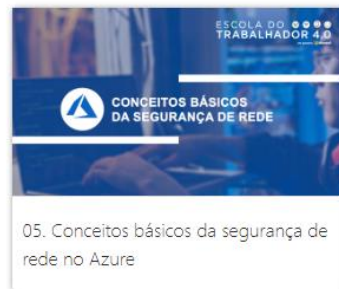 ESCOLA DO
TRABALHADOR 4.0
CONCEITOS BÁSICOS
DA SEGURANÇA DE REDE
05. Conceitos básicos da segurança de
rede no Azure